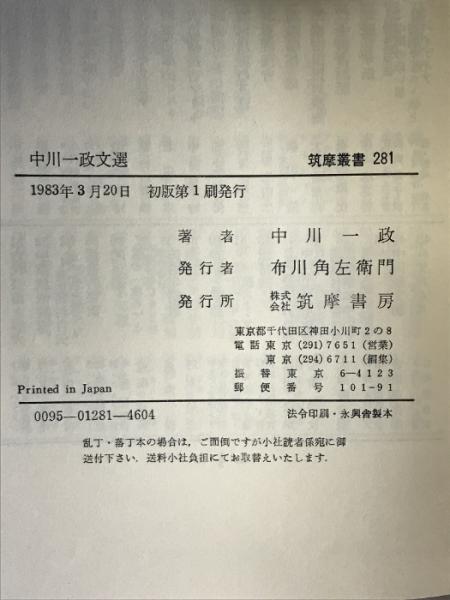 中川一政文選 筑摩叢書 281
1983年3月20日 初版第1刷発行
著者 中川一政
発行者 布川角左衛門
発行所 株式会社 筑摩書房
東京都千代田区神田小川町2の8
電話東京(291)7651(営業)
東京(294)6711(編集)
振替東京 6―4123
郵便番号 101-91
Printed in Japan
0095―01281―4604 法令印刷・永興舎製本
乱丁・落丁本の場合は，ご面倒ですが小社読者係宛に御
送付下さい．送料小社負担にてお取替えいたします．